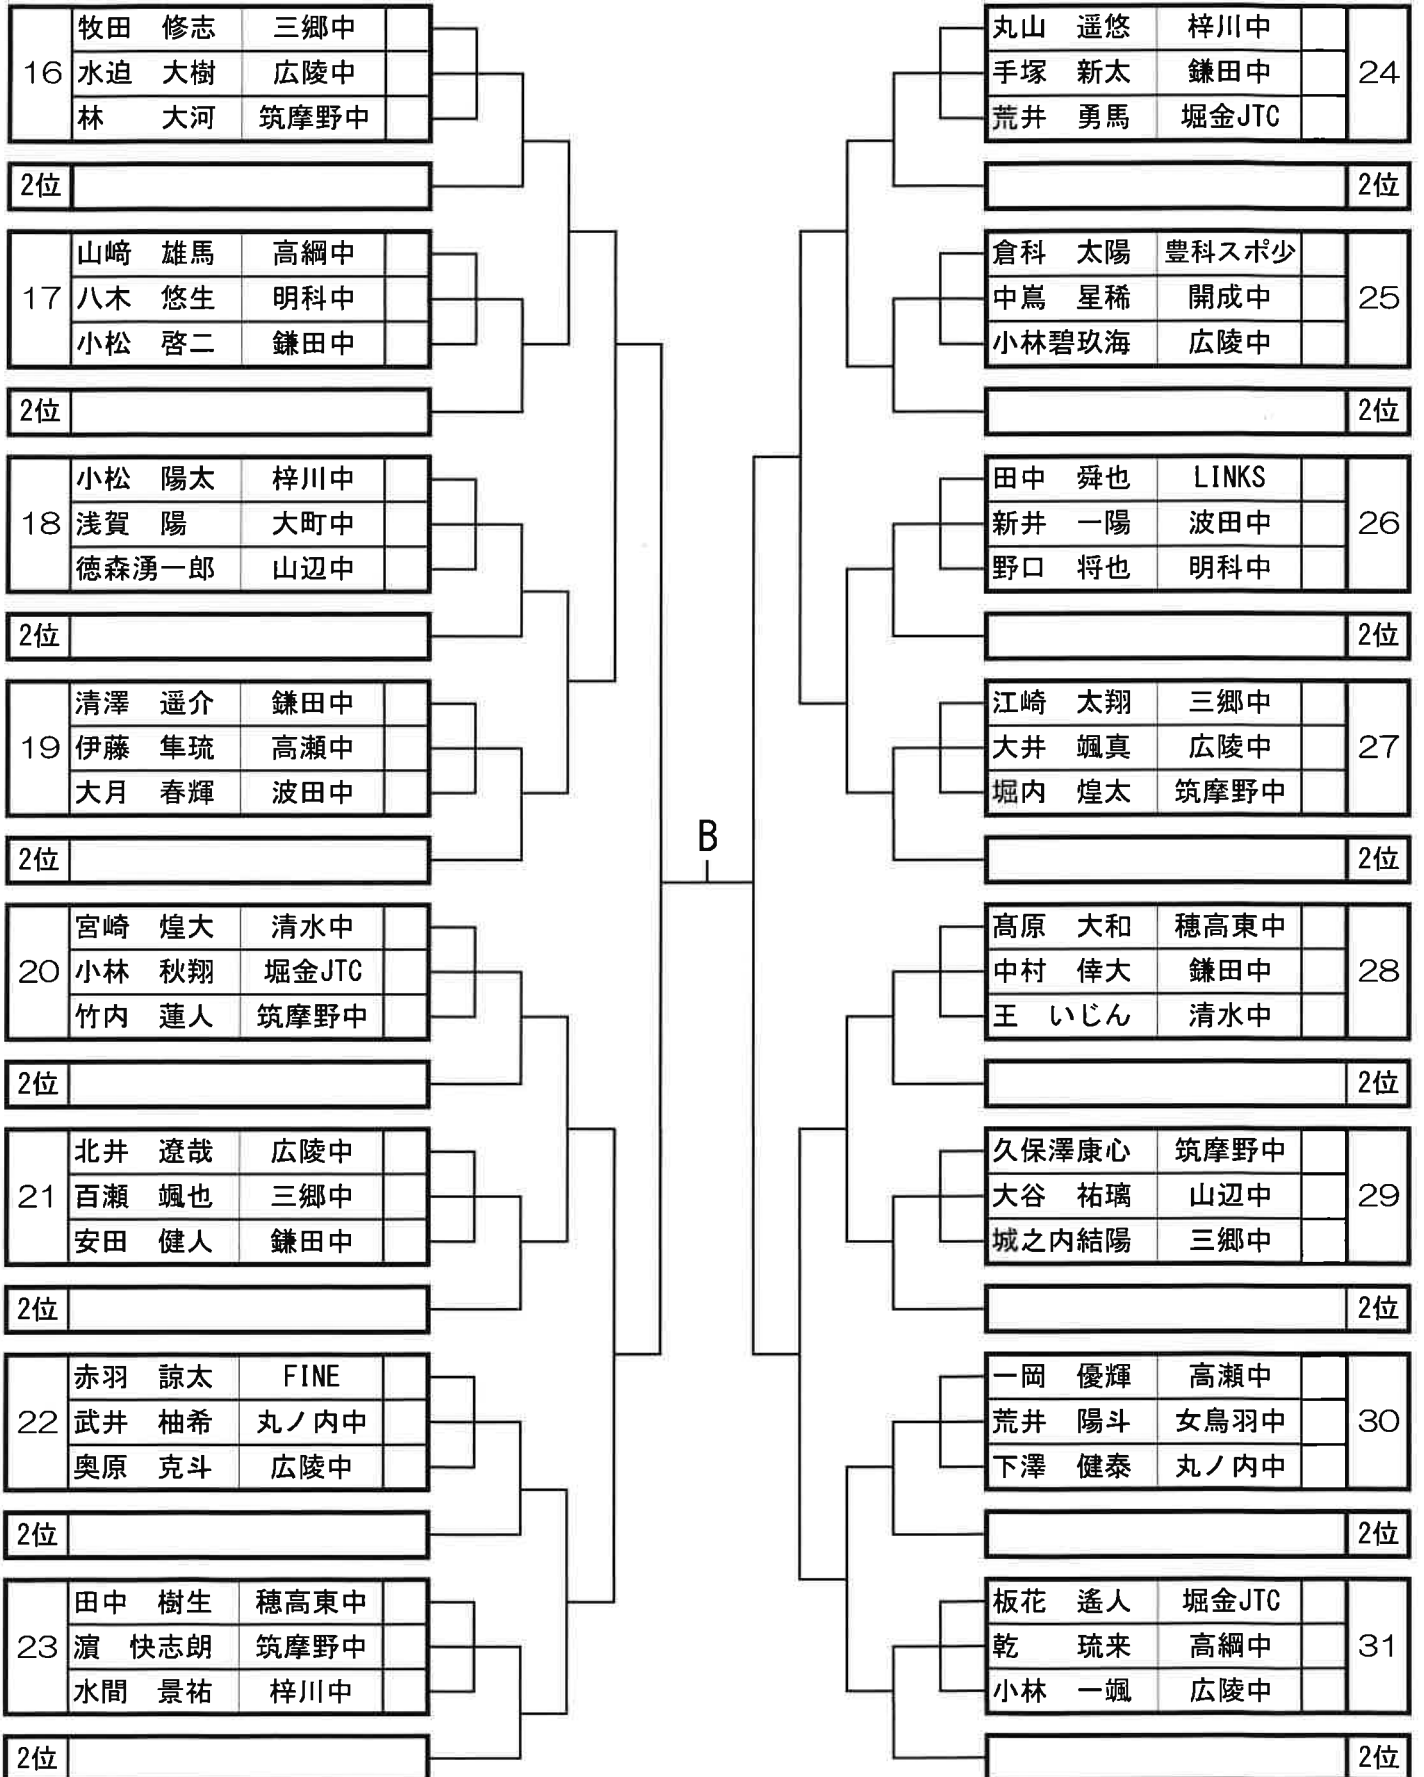 16
牧田 修志 三郷中
水迫 大樹 広陵中
林 大河 筑摩野中
2位
17
山﨑 雄馬 高綱中
八木 悠生 明科中
小松 啓二 鎌田中
2位
18
小松 陽太 梓川中
浅賀 陽 大町中
徳森湧一郎 山辺中
2位
19
清澤 遥介 鎌田中
伊藤 隼琉 高瀬中
大月 春輝 波田中
2位
20
宮崎 煌大 清水中
小林 秋翔 堀金JTC
竹内 蓮人 筑摩野中
2位
21
北井 遼哉 広陵中
百瀬 颯也 三郷中
安田 健人 鎌田中
2位
22
赤羽 諒太 FINE
武井 柚希 丸ノ内中
奥原 克斗 広陵中
2位
23
田中 樹生 穂高東中
濵 快志朗 筑摩野中
水間 景祐 梓川中
2位
B
丸山 遥悠 梓川中
手塚 新太 鎌田中
荒井 勇馬 堀金JTC
24
2位
倉科 太陽 豊科スポ少
中嶌 星稀 開成中
小林碧玖海 広陵中
25
2位
田中 舜也 LINKS
新井 一陽 波田中
野口 将也 明科中
26
2位
江崎 太翔 三郷中
大井 颯真 広陵中
堀内 煌太 筑摩野中
27
2位
髙原 大和 穂高東中
中村 倖大 鎌田中
王 いじん 清水中
28
2位
久保澤康心 筑摩野中
大谷 祐璃 山辺中
城之内結陽 三郷中
29
2位
一岡 優輝 高瀬中
荒井 陽斗 女鳥羽中
下澤 健泰 丸ノ内中
30
2位
板花 遙人 堀金JTC
乾 琉来 高綱中
小林 一颯 広陵中
31
2位